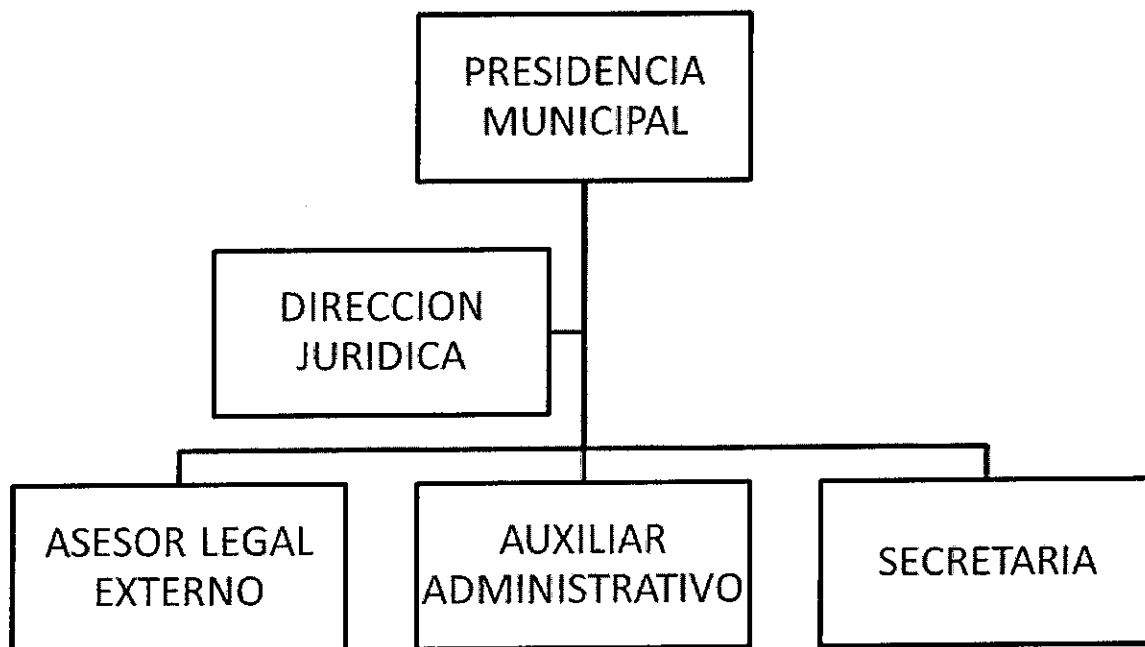 PRESIDENCIA
MUNICIPAL
DIRECCION
JURIDICA
ASESOR LEGAL
EXTERNO
AUXILIAR
ADMINISTRATIVO
SECRETARIA